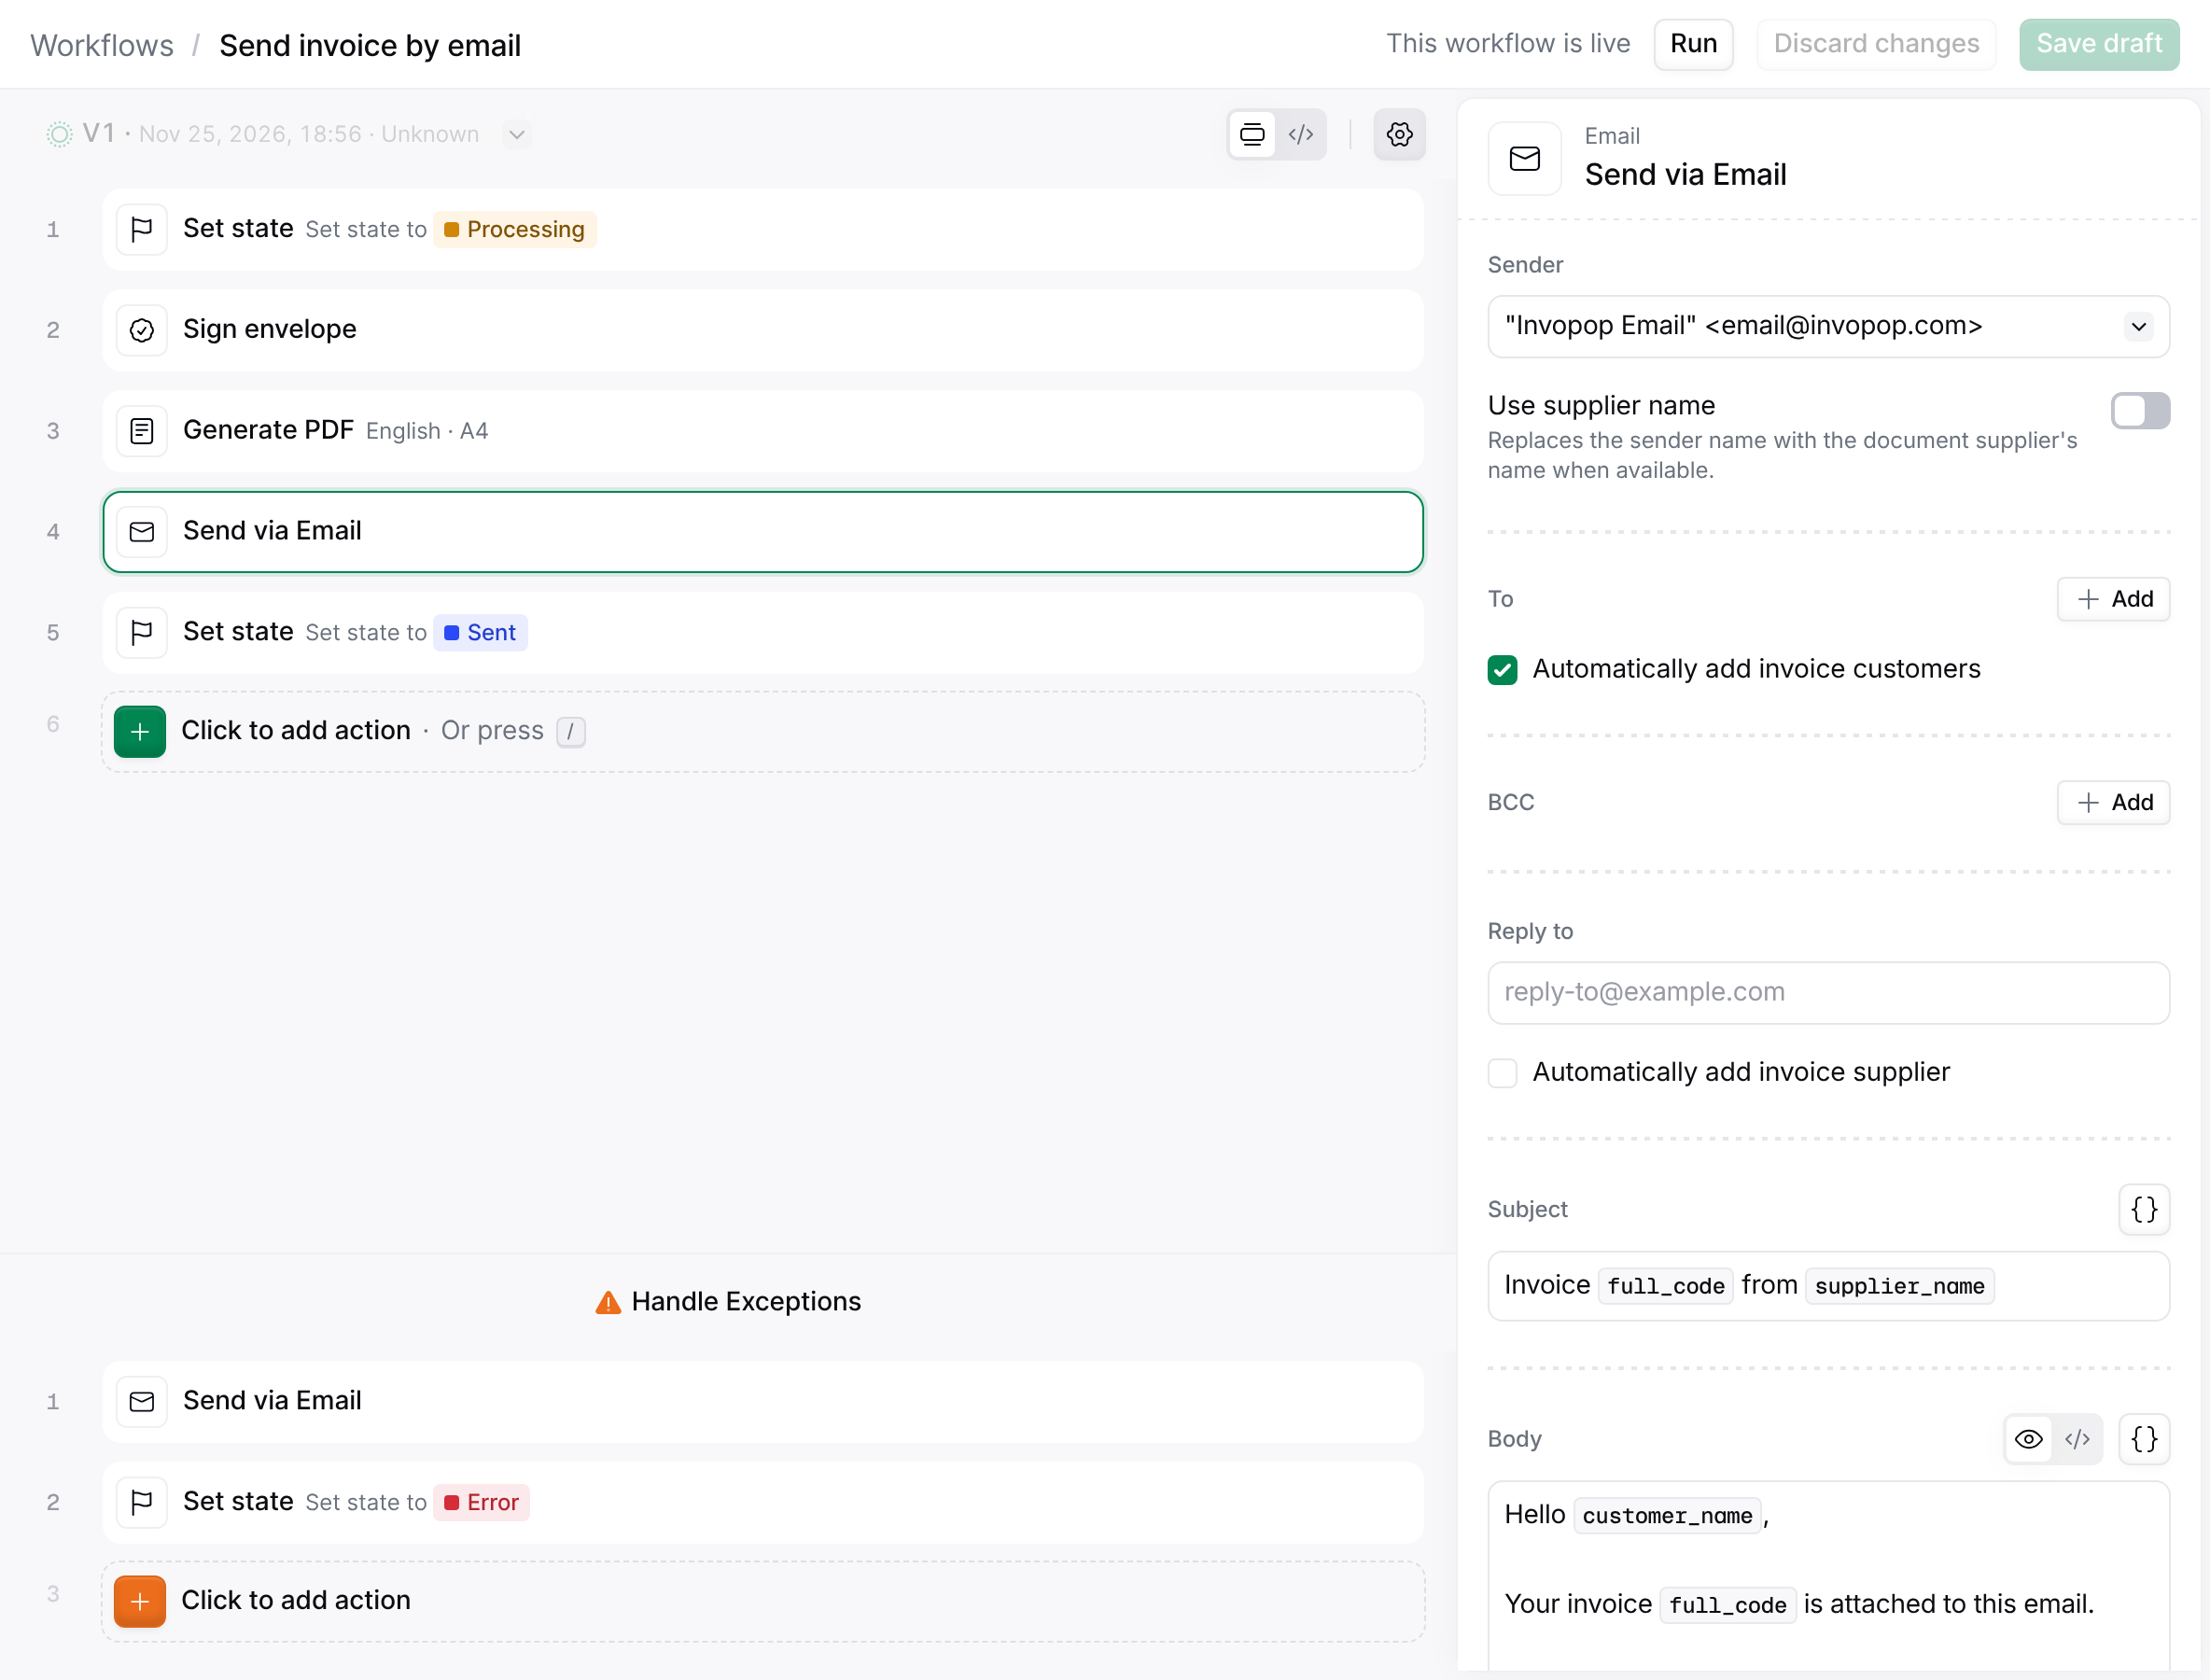 Workflows / Send invoice by email
This workflow is live
Run
Discard changes
Save draft
V1 · Nov 25, 2026, 18:56 · Unknown
</>
1
Set state Set state to Processing
2
Sign envelope
3
Generate PDF English · A4
4
Send via Email
5
Set state Set state to Sent
6
Click to add action · Or press /
Handle Exceptions
1
Send via Email
2
Set state Set state to Error
3
Click to add action
Email
Send via Email
Sender
"Invopop Email" <email@invopop.com>
Use supplier name
Replaces the sender name with the document supplier's
name when available.
To
+ Add
Automatically add invoice customers
BCC
+ Add
Reply to
reply-to@example.com
Automatically add invoice supplier
Subject
{}
Invoice full_code from supplier_name
Body
</>
{}
Hello customer_name,
Your invoice full_code is attached to this email.